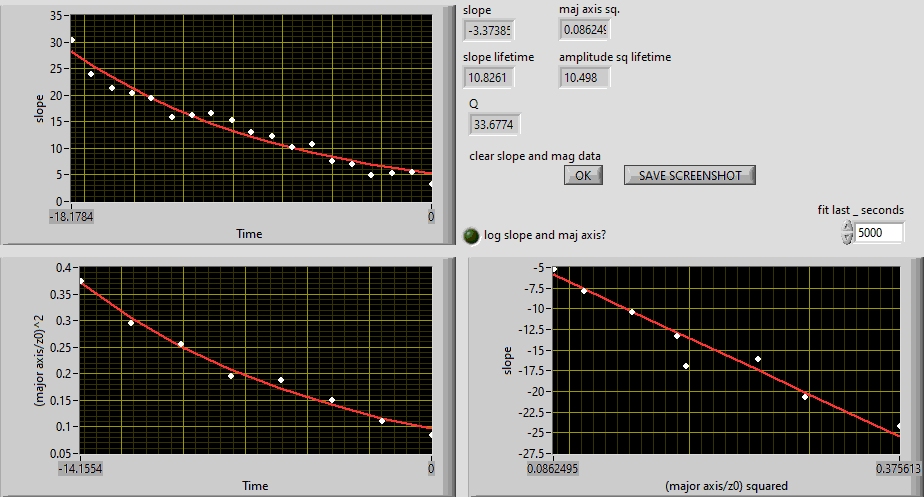 35
30
25
20
15
10
5
0
slope
-18.1784
0
Time
slope
maj axis sq.
-3.37385
0.086249
slope lifetime
amplitude sq lifetime
10.8261
10.498
Q
33.6774
clear slope and mag data
OK
SAVE SCREENSHOT
log slope and maj axis?
fit last _ seconds
5000
0.4
0.35
0.3
0.25
0.2
0.15
0.1
0.05
(major axis/z0)^2
-14.1554
0
Time
-5
-7.5
-10
-12.5
-15
-17.5
-20
-22.5
-25
-27.5
slope
0.0862495
0.375613
(major axis/z0) squared